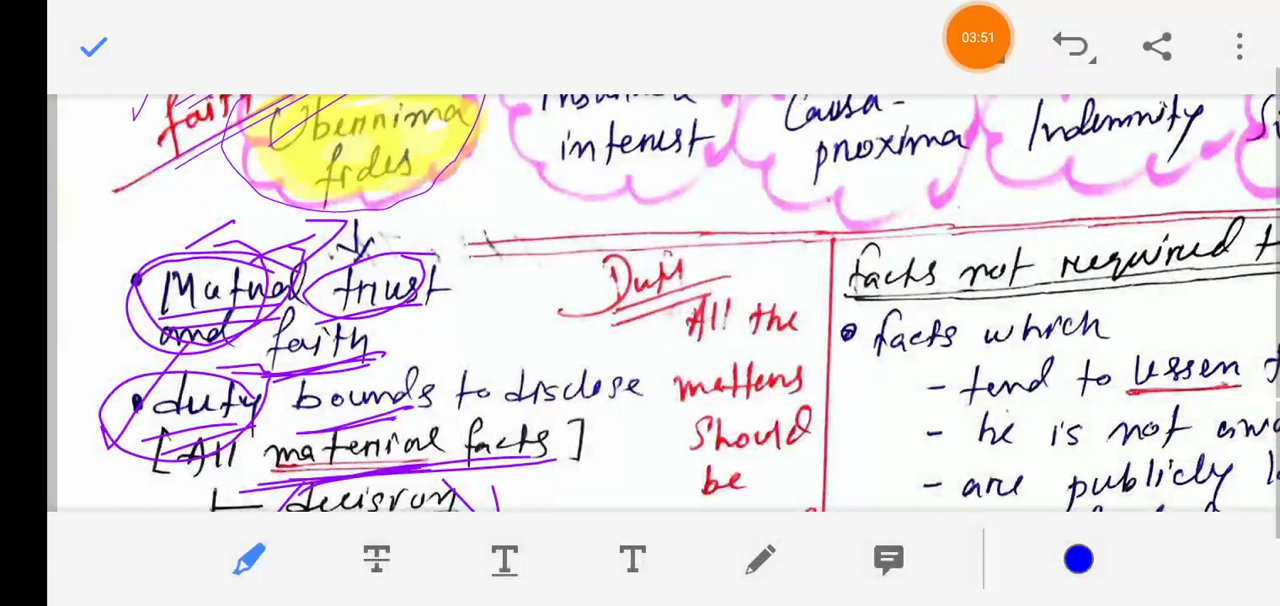 03:51
faith
Uberrima
fides
interest
Causa-
proxima
Indemnity
• Mutual trust
and faith
• duty bounds to disclose
[All material facts]
decision
Duty
All the
matters
should
be
facts not required t
• facts which
- tend to lessen
- he is not awa
- are publicly
T T T